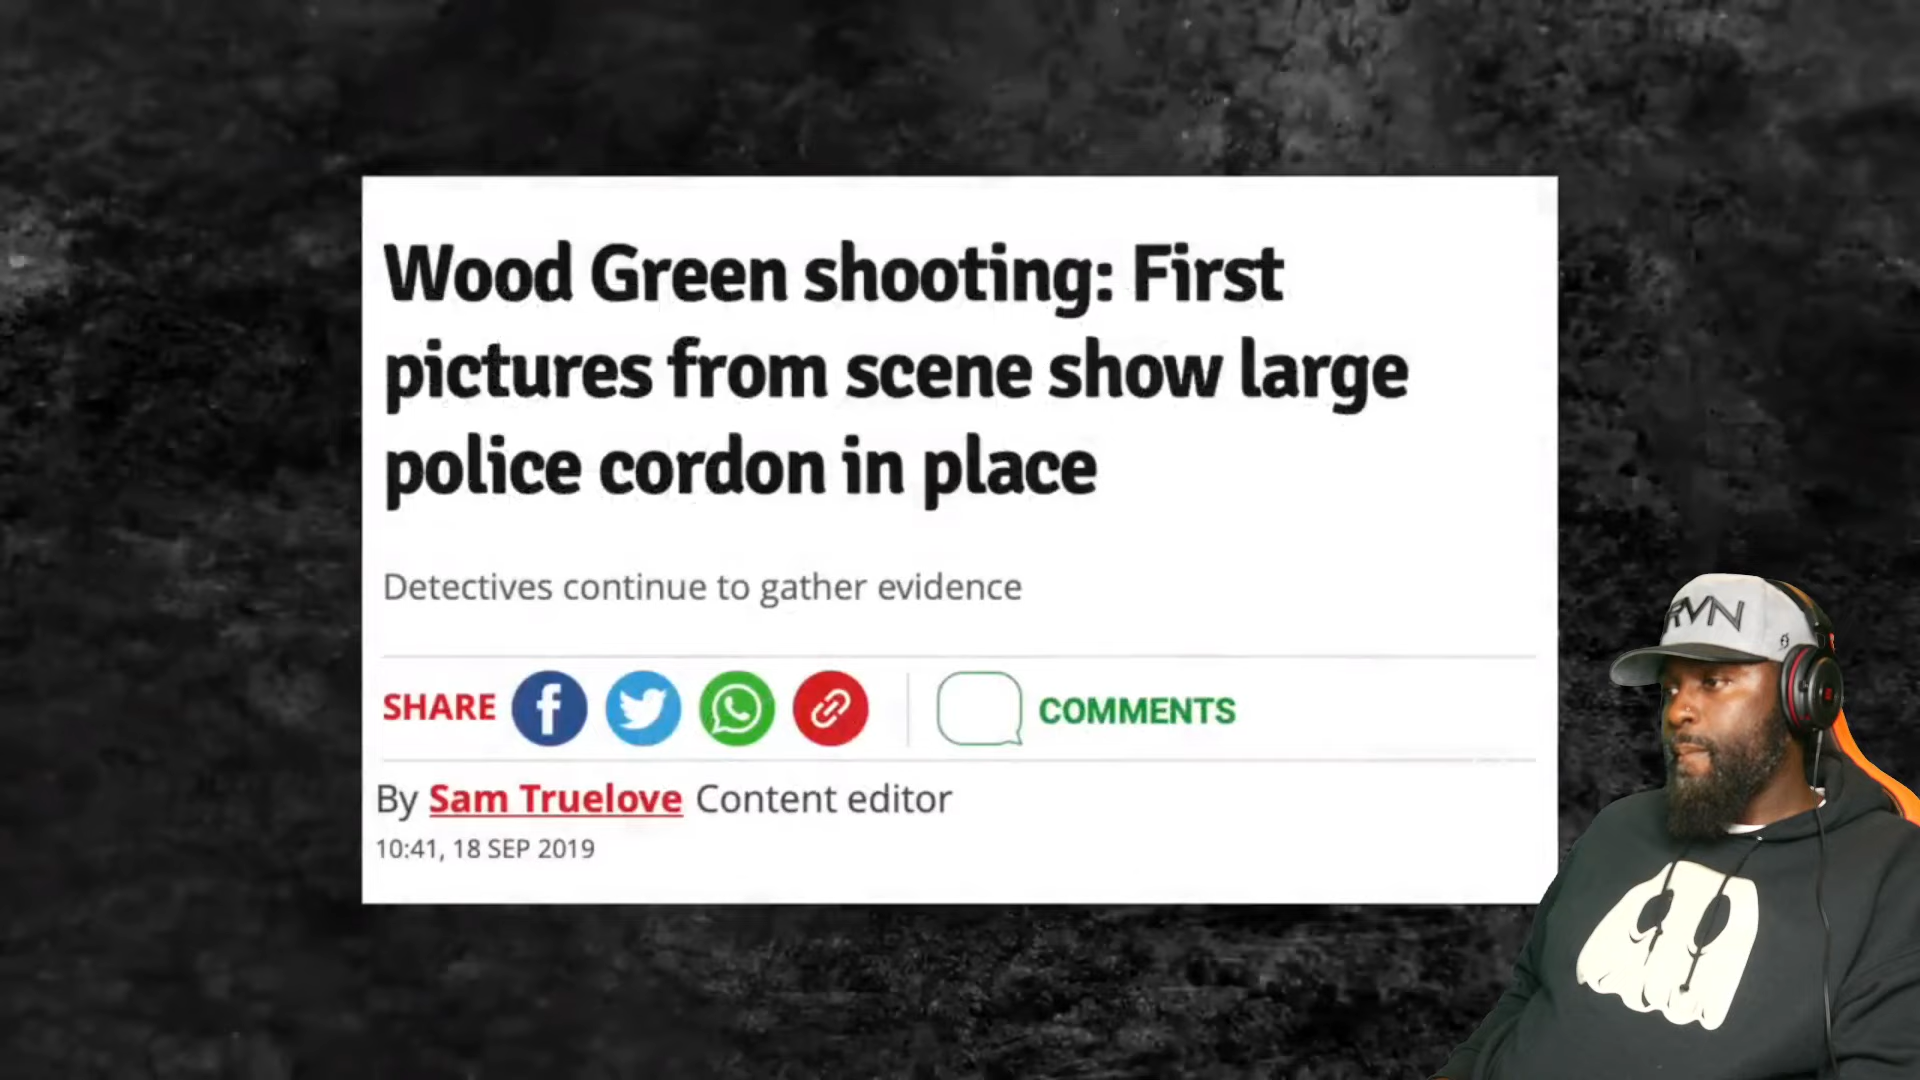 Wood Green shooting: First
pictures from scene show large
police cordon in place
Detectives continue to gather evidence
SHARE
COMMENTS
By Sam Truelove Content editor
10:41, 18 SEP 2019
RVN